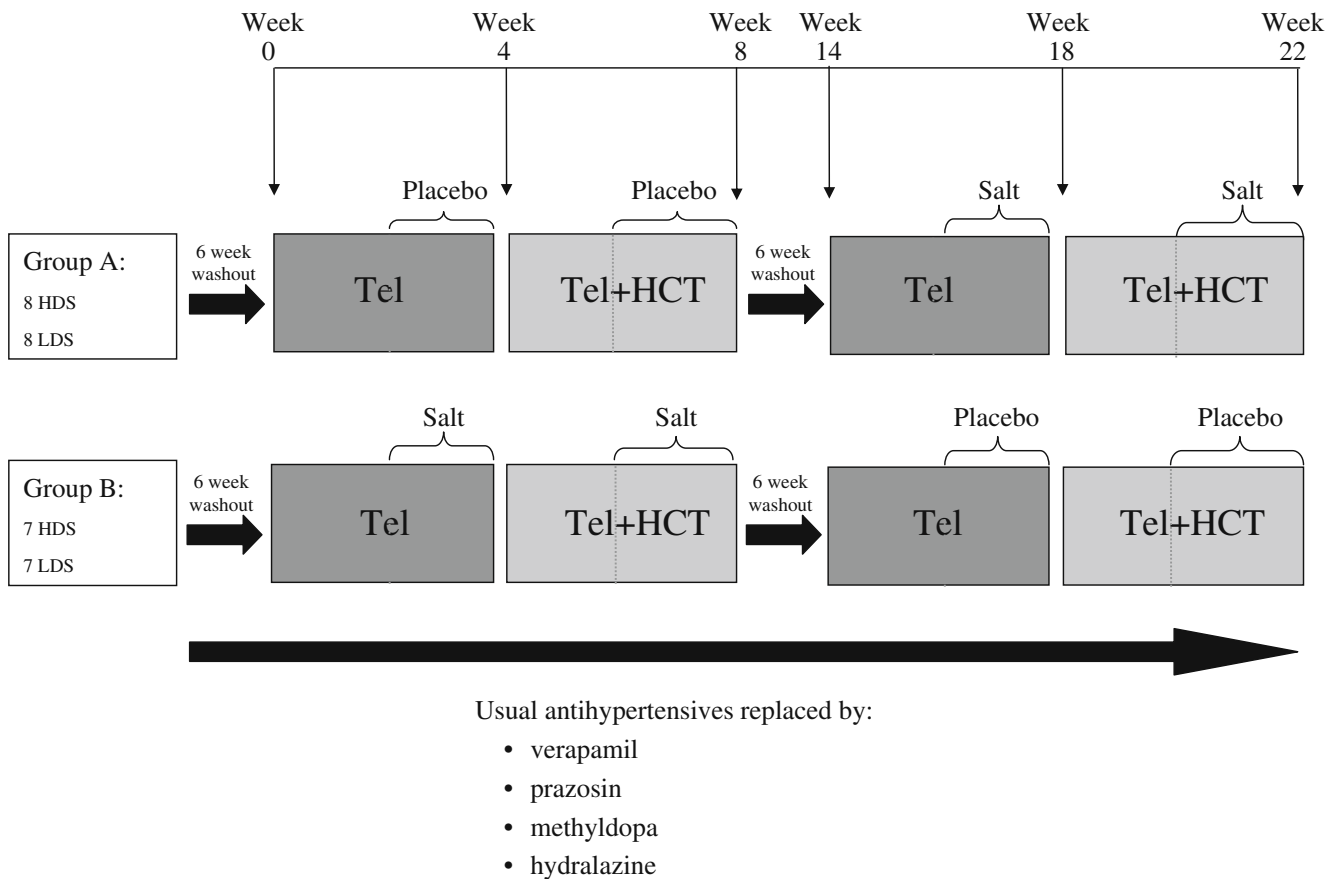 Week Week Week Week Week Week
0 4 8 14 18 22
Placebo Placebo Salt Salt
Group A:
8 HDS
8 LDS
6 week
washout
Tel
Tel+HCT
6 week
washout
Tel
Tel+HCT
Salt Salt Placebo Placebo
Group B:
7 HDS
7 LDS
6 week
washout
Tel
Tel+HCT
6 week
washout
Tel
Tel+HCT
Usual antihypertensives replaced by:
• verapamil
• prazosin
• methyldopa
• hydralazine